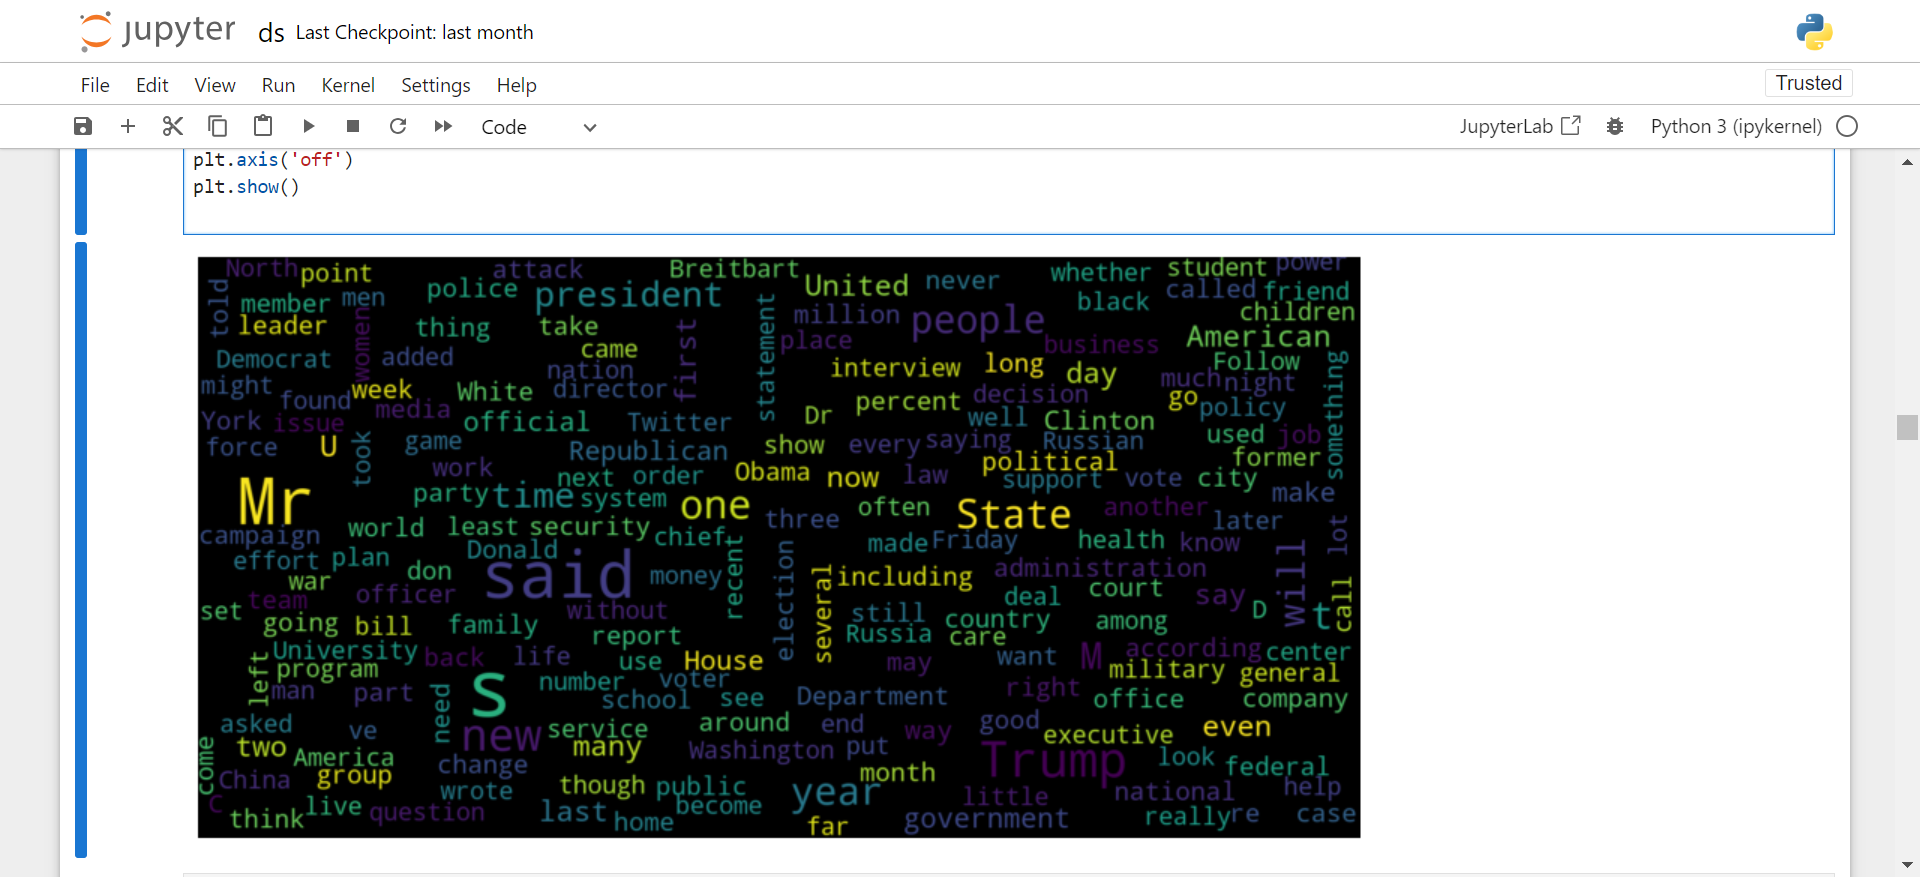 jupyter ds Last Checkpoint: last month
File Edit View Run Kernel Settings Help Trusted
Code JupyterLab Python 3 (ipykernel)
plt.axis('off')
plt.show()
North point attack Breitbart United never whether student power
told member men police president statement million people black called friend
leader women thing take first place business American children
Democrat added came nation interview long day Follow something
might found week White director decision much night
York issue media official Twitter Dr percent well Clinton go policy
force U took game Republican show every saying Russian used job
work next order Obama now law political support vote city former
Mr party time system one three often State another later make
campaign world least security chief recent election made Friday health know will lot
effort plan Donald
war don said money several including administration call
set team officer without still deal court say D t
going bill family report Russia country care among
University back life use House may want M according center
left program man part need s number voter school see Department right military general office company
asked ve new service around end way good executive even
come two America change many Washington put Trump look federal
China group wrote though public month year little national help
C think live question last home become far government really re case